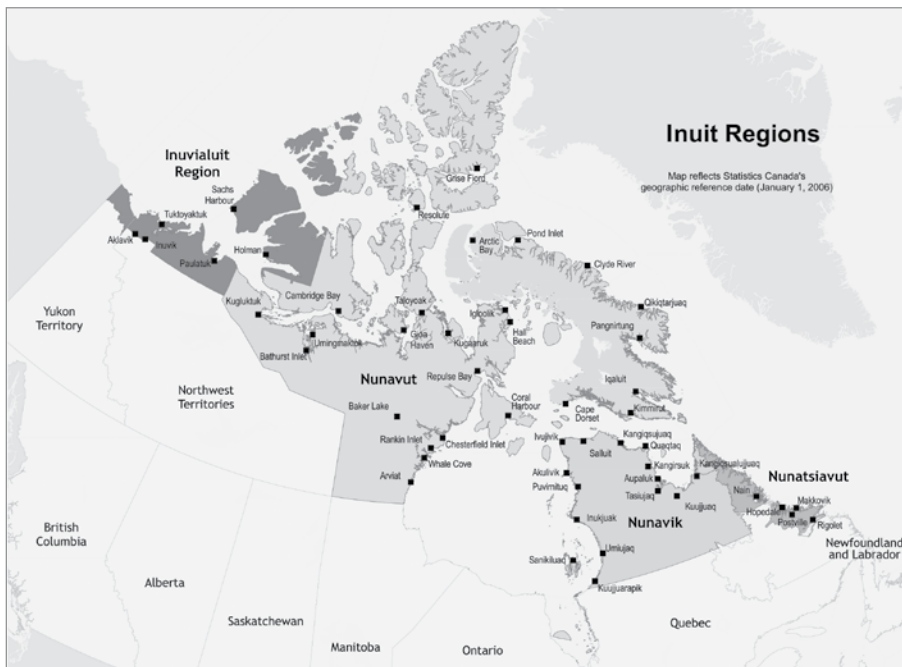 Inuit Regions
Map reflects Statistics Canada's
geographic reference date (January 1, 2006)
Inuvialuit
Region
Sachs
Harbour
Tuktoyaktuk
Aklavik
Inuvik
Paulatuk
Holman
Grise Fiord
Resolute
Arctic
Bay
Pond Inlet
Clyde River
Yukon
Territory
Kugluktuk
Cambridge Bay
Taloyoak
Igloolik
Hall
Beach
Qikiqtarjuaq
Pangnirtung
Umingmaktok
Bathurst Inlet
Gjoa
Haven
Kugaaruk
Northwest
Territories
Nunavut
Repulse Bay
Iqaluit
Kimmirut
Baker Lake
Coral
Harbour
Cape
Dorset
Rankin Inlet
Chesterfield Inlet
Whale Cove
Arviat
Ivujivik
Salluit
Kangiqsujuaq
Quaqtaq
Akulivik
Kangirsuk
Kangiqsualujjuaq
Puvirnituq
Aupaluk
Tasiujaq
Kuujjuaq
Nunatsiavut
Nain
Makkovik
Hopedale
Postville
Rigolet
Inukjuak
Nunavik
Newfoundland
and Labrador
British
Columbia
Umiujaq
Sanikiluaq
Kuujjuarapik
Alberta
Saskatchewan
Manitoba
Ontario
Quebec